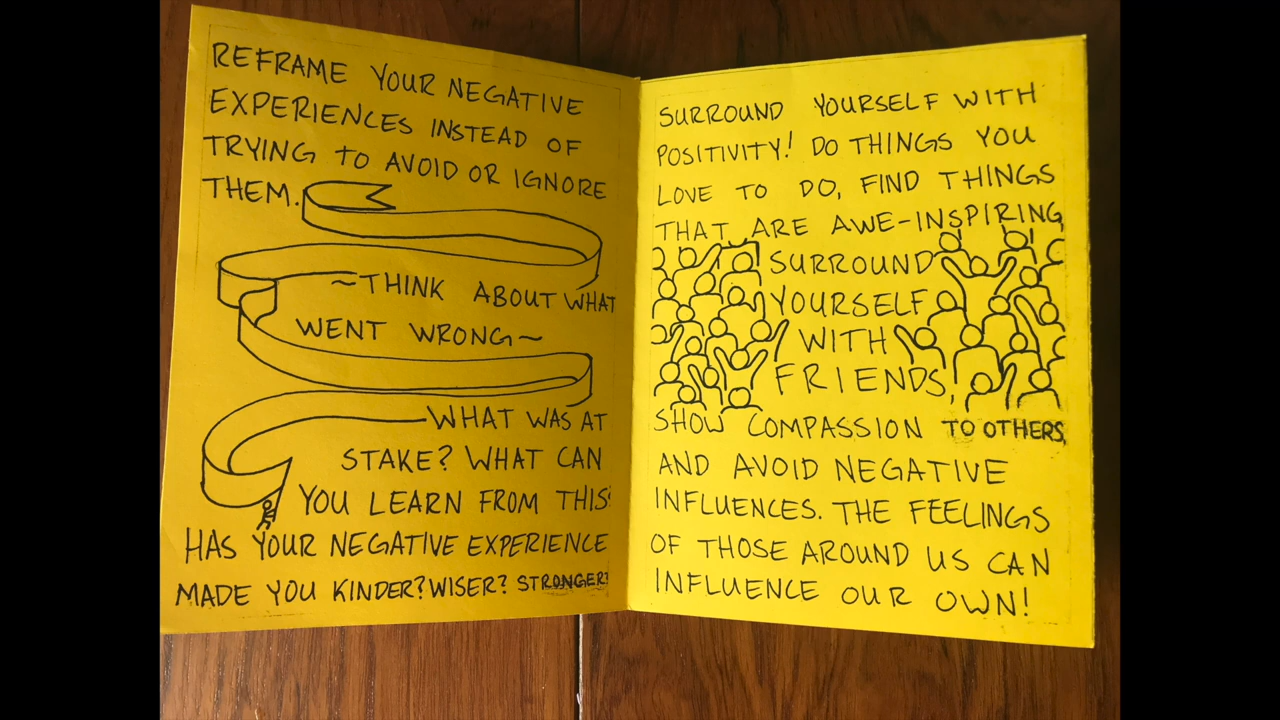 REFRAME YOUR NEGATIVE
EXPERIENCES INSTEAD OF
TRYING TO AVOID OR IGNORE
THEM.
~THINK ABOUT WHAT
WENT WRONG~
WHAT WAS AT
STAKE? WHAT CAN
YOU LEARN FROM THIS?
HAS YOUR NEGATIVE EXPERIENCE
MADE YOU KINDER? WISER? STRONGER?
SURROUND YOURSELF WITH
POSITIVITY! DO THINGS YOU
LOVE TO DO, FIND THINGS
THAT ARE AWE-INSPIRING
SURROUND
YOURSELF
WITH
FRIENDS,
SHOW COMPASSION TO OTHERS,
AND AVOID NEGATIVE
INFLUENCES. THE FEELINGS
OF THOSE AROUND US CAN
INFLUENCE OUR OWN!